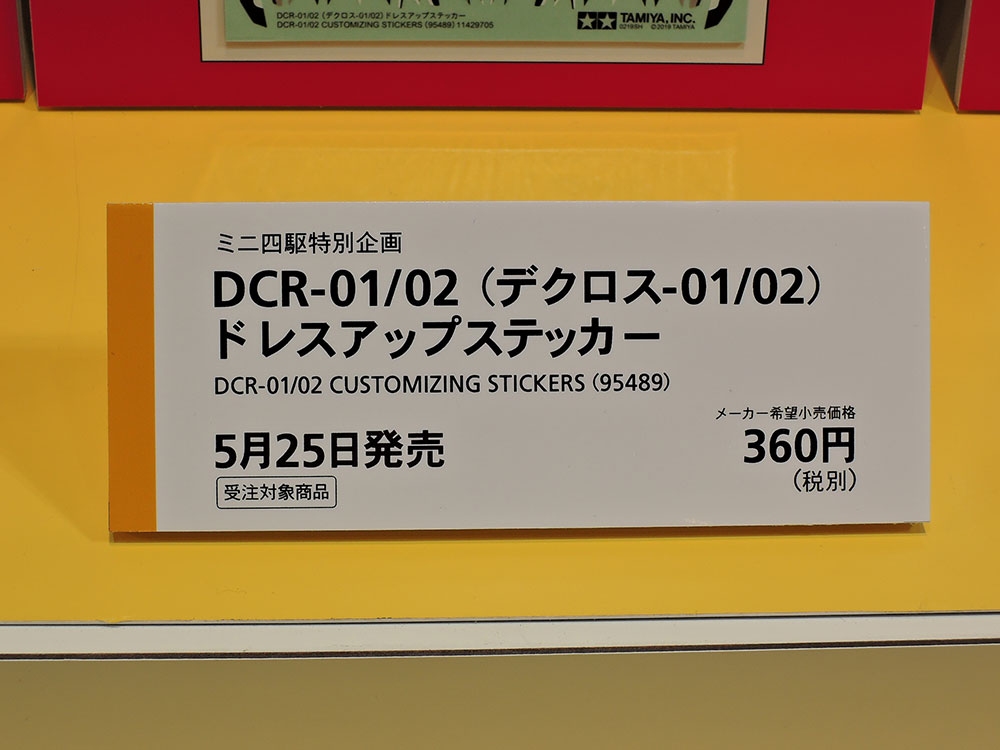 DCR-01/02 (デクロス-01/02) ドレスアップステッカー
DCR-01/02 CUSTOMIZING STICKERS (95489) 11429705
TAMIYA, INC.
0219SH ©2019 TAMIYA
ミニ四駆特別企画
DCR-01/02（デクロス-01/02）
ドレスアップステッカー
DCR-01/02 CUSTOMIZING STICKERS (95489)
5月25日発売
受注対象商品
メーカー希望小売価格
360円
（税別）